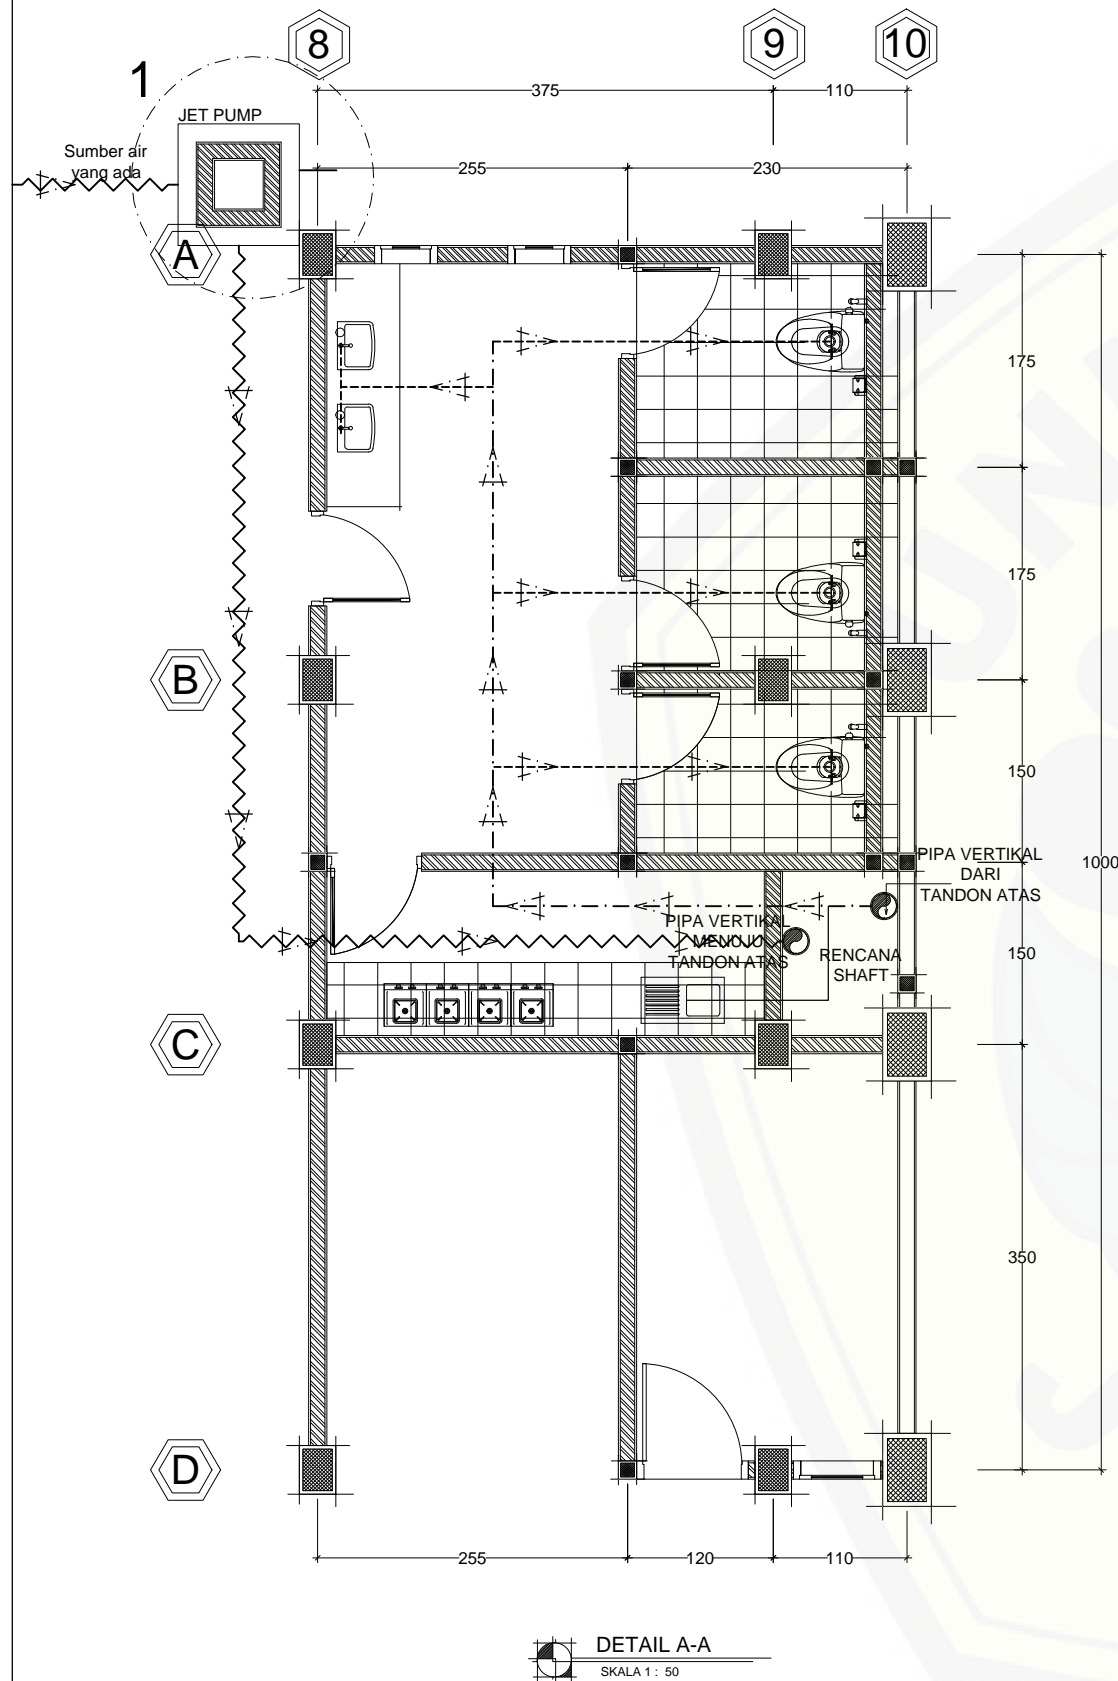 8
9
10
1
375
110
JET PUMP
Sumber air
yang ada
255
230
A
175
175
B
150
PIPA VERTIKAL
DARI
TANDON ATAS
1000
PIPA VERTIKAL
MENUJU
TANDON ATAS
RENCANA
SHAFT
150
C
350
D
255
120
110
DETAIL A-A
SKALA 1 : 50